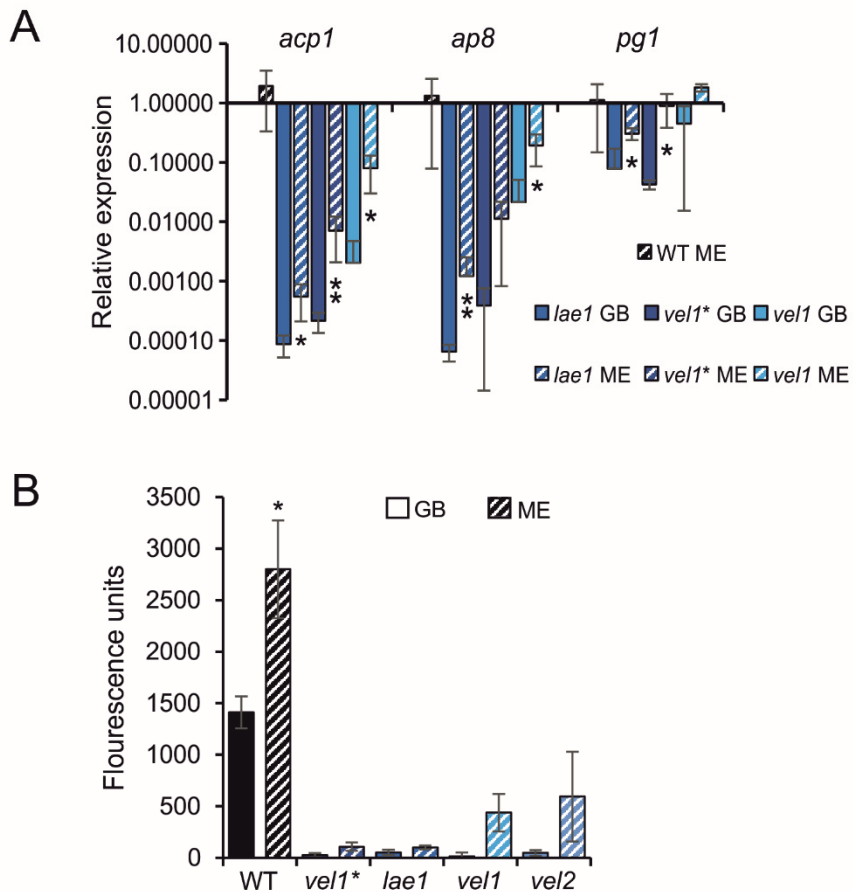 A
acp1 ap8 pg1
10.00000
1.00000
0.10000
0.01000
0.00100
0.00010
0.00001
Relative expression
* ** * ** * * *
WT ME
lae1 GB vel1* GB vel1 GB
lae1 ME vel1* ME vel1 ME
B
GB ME
3500
3000
2500
2000
1500
1000
500
0
Flourescence units
*
WT vel1* lae1 vel1 vel2